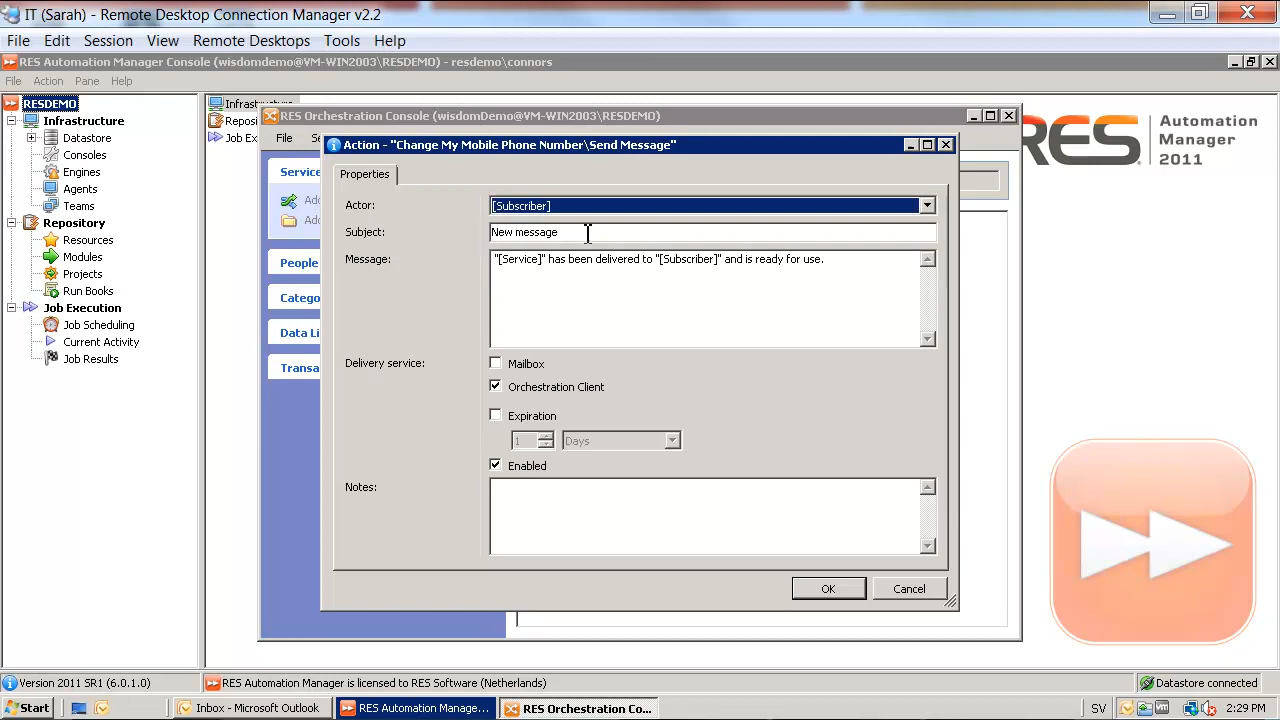 IT (Sarah) - Remote Desktop Connection Manager v2.2
File Edit Session View Remote Desktops Tools Help
RES Automation Manager Console (wisdomdemo@VM-WIN2003\RESDEMO) - resdemo\connors
File Action Pane Help
RESDEMO
Infrastructure
Datastore
Consoles
Engines
Agents
Teams
Repository
Resources
Modules
Projects
Run Books
Job Execution
Job Scheduling
Current Activity
Job Results
Infrastructure
Reposi
Job Ex
RES Orchestration Console (wisdomDemo@VM-WIN2003\RESDEMO)
File S
Service
Add
Add
People
Catego
Data Li
Transa
Action - "Change My Mobile Phone Number\Send Message"
Properties
Actor: [Subscriber]
Subject: New message
Message: "[Service]" has been delivered to "[Subscriber]" and is ready for use.
Delivery service: Mailbox
Orchestration Client
Expiration
1 Days
Enabled
Notes:
OK Cancel
RES Automation
Manager
2011
Version 2011 SR1 (6.0.1.0) RES Automation Manager is licensed to RES Software (Netherlands) Datastore connected
Start Inbox - Microsoft Outlook RES Automation Manage... RES Orchestration Co... SV 2:29 PM